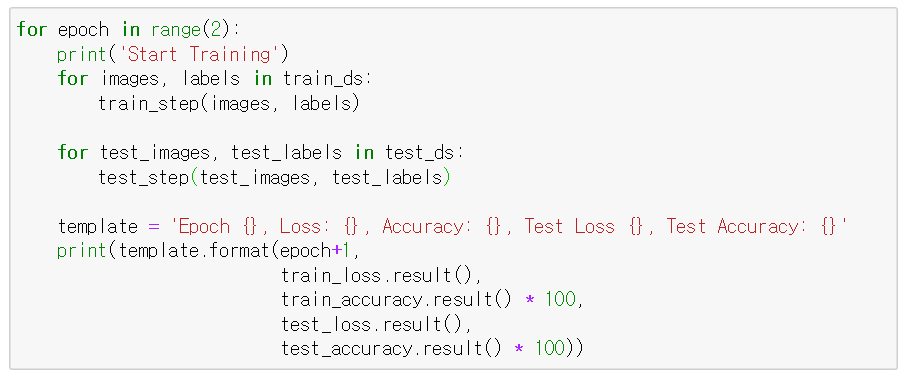 for epoch in range(2):
    print('Start Training')
    for images, labels in train_ds:
        train_step(images, labels)

    for test_images, test_labels in test_ds:
        test_step(test_images, test_labels)

    template = 'Epoch {}, Loss: {}, Accuracy: {}, Test Loss {}, Test Accuracy: {}'
    print(template.format(epoch+1,
                          train_loss.result(),
                          train_accuracy.result() * 100,
                          test_loss.result(),
                          test_accuracy.result() * 100))